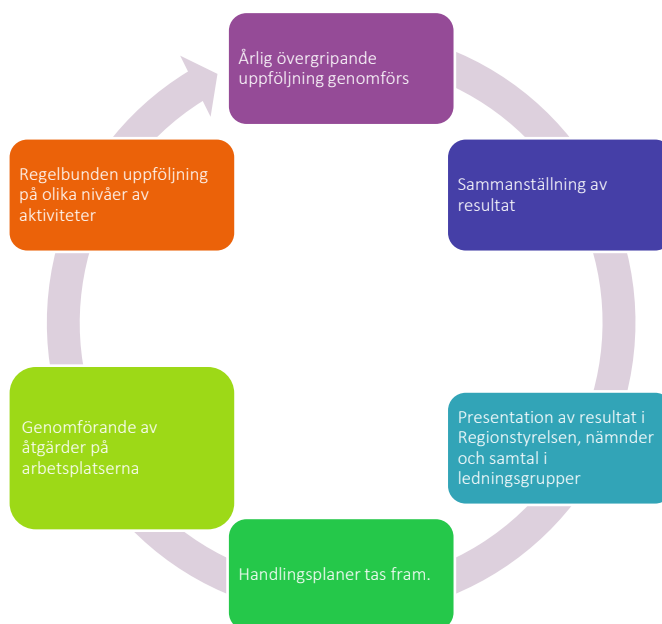 Årlig övergripande
uppföljning genomförs
Sammanställning av
resultat
Presentation av resultat i
Regionstyrelsen, nämnder
och samtal i
ledningsgrupper
Handlingsplaner tas fram.
Genomförande av
åtgärder på
arbetsplatserna
Regelbunden uppföljning
på olika nivåer av
aktiviteter